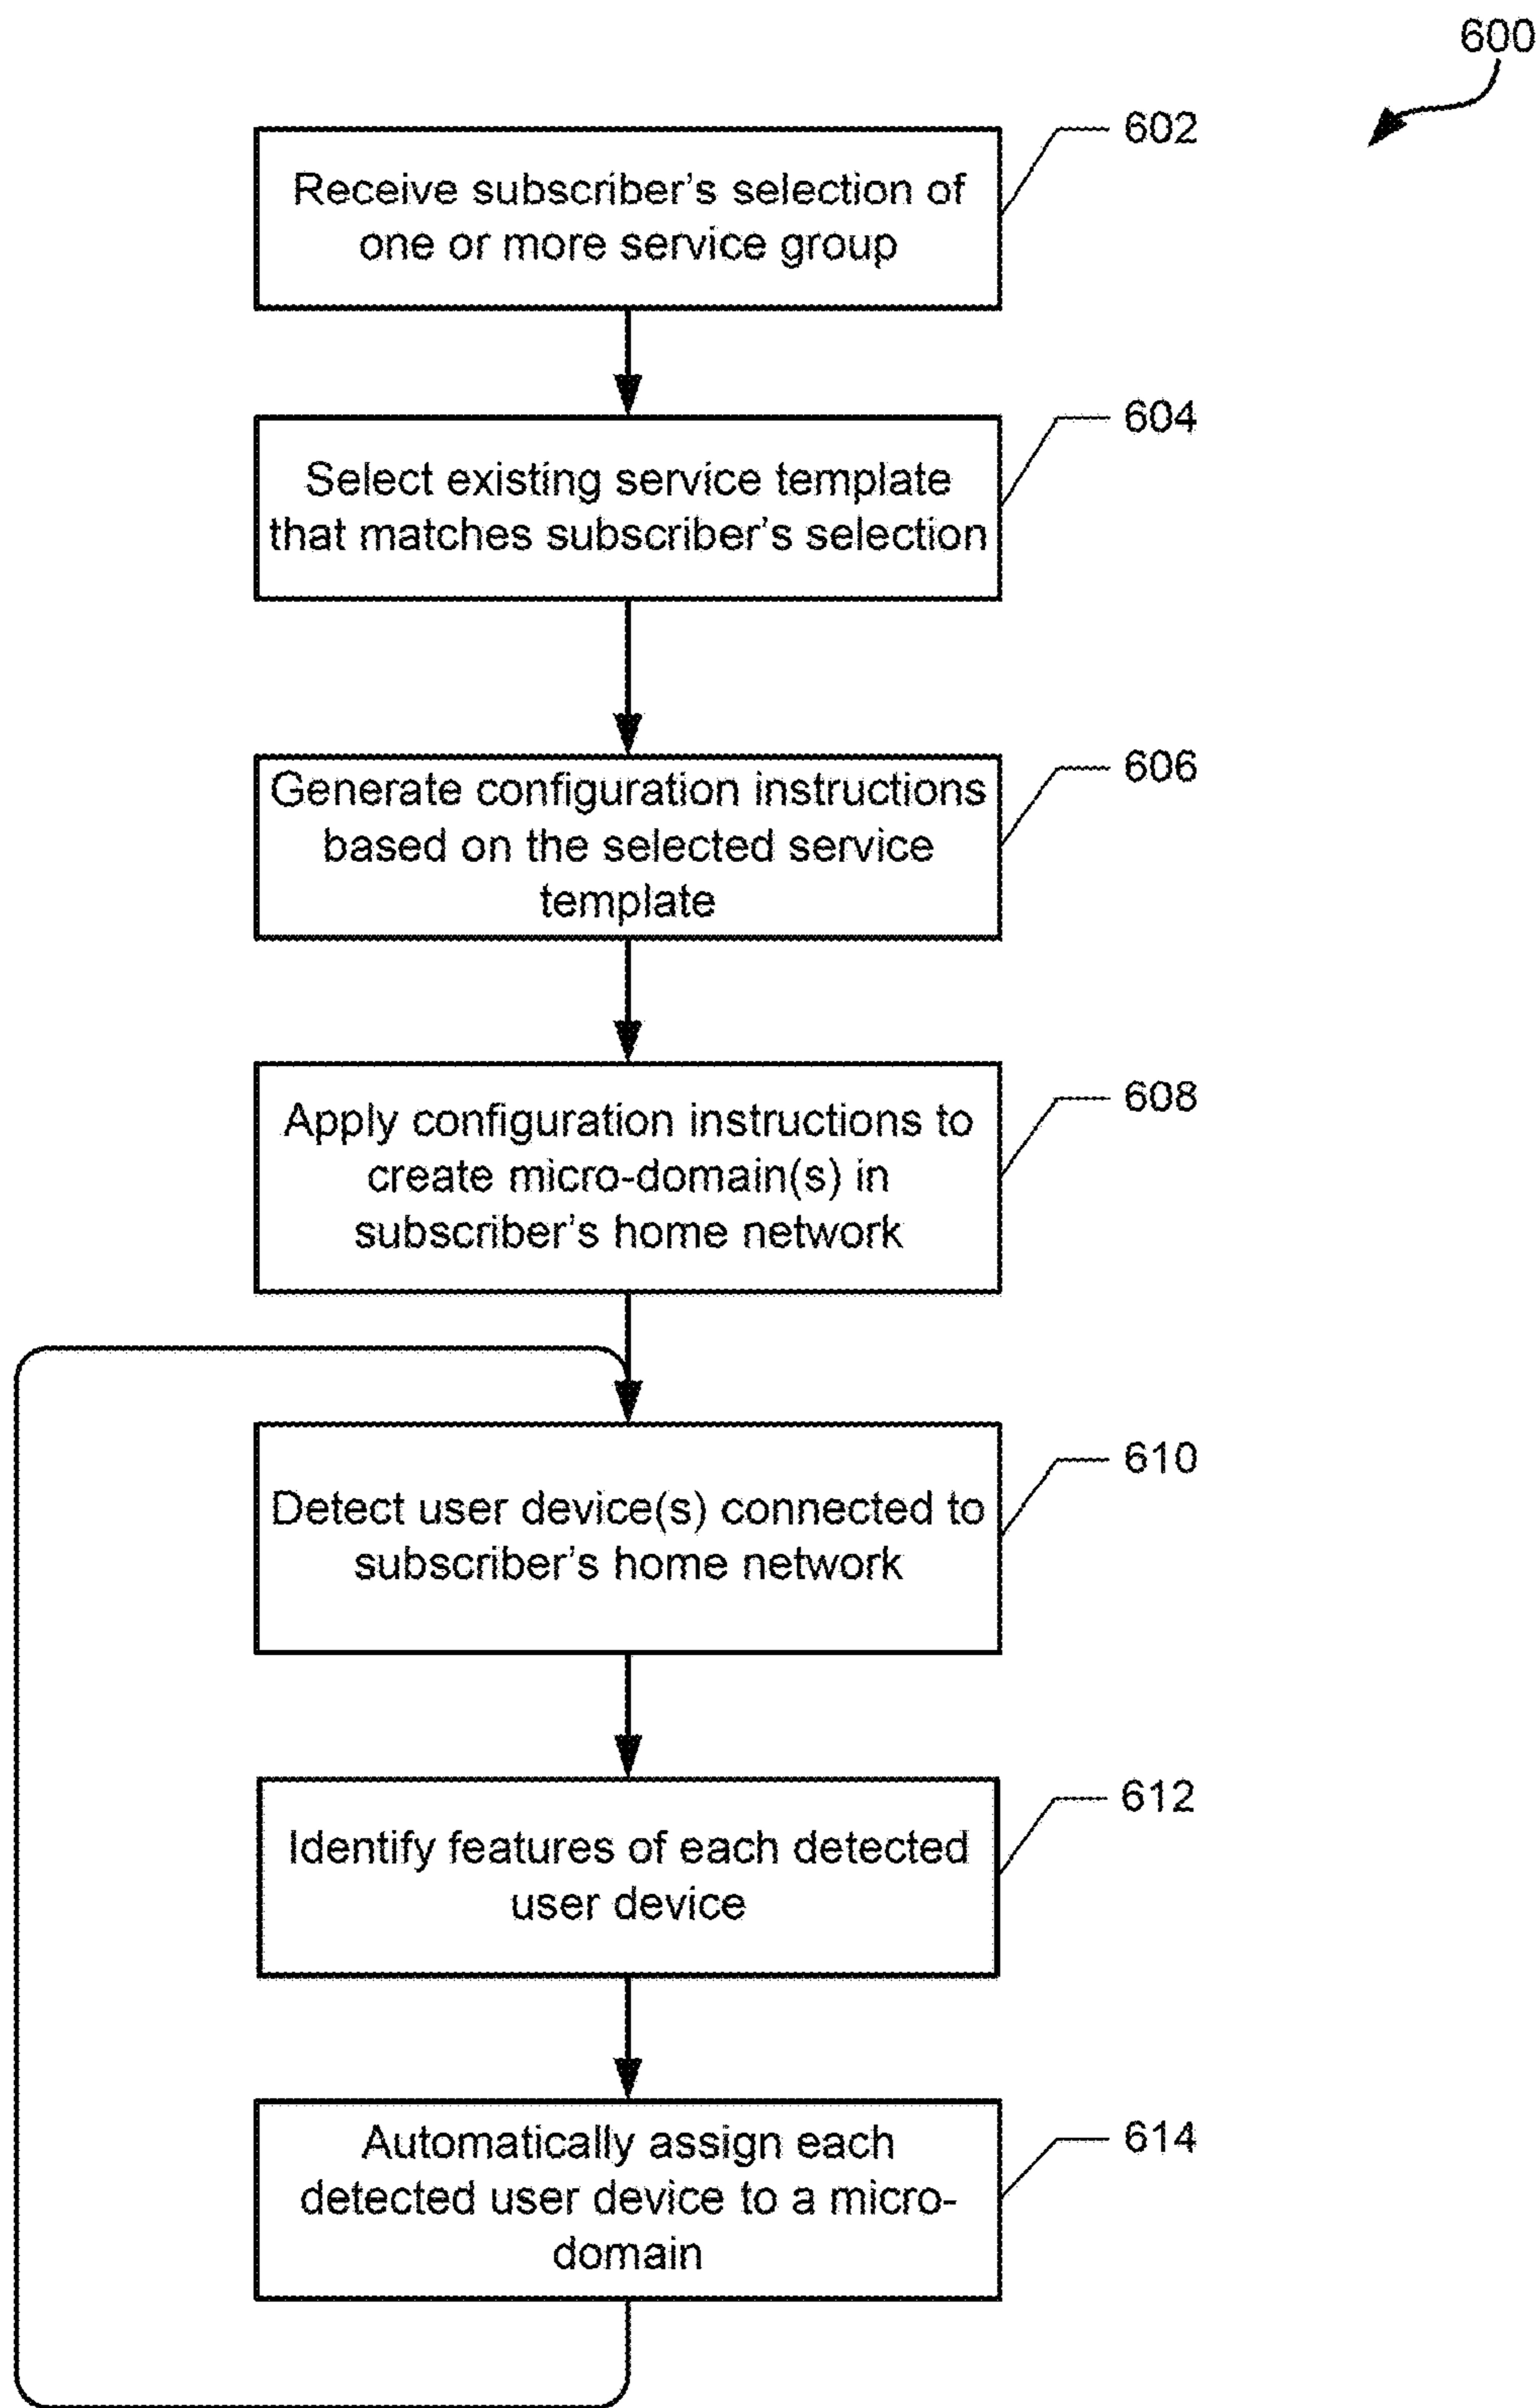 600
602
Receive subscriber's selection of
one or more service group
604
Select existing service template
that matches subscriber's selection
606
Generate configuration instructions
based on the selected service
template
608
Apply configuration instructions to
create micro-domain(s) in
subscriber's home network
610
Detect user device(s) connected to
subscriber's home network
612
Identify features of each detected
user device
614
Automatically assign each
detected user device to a micro-
domain